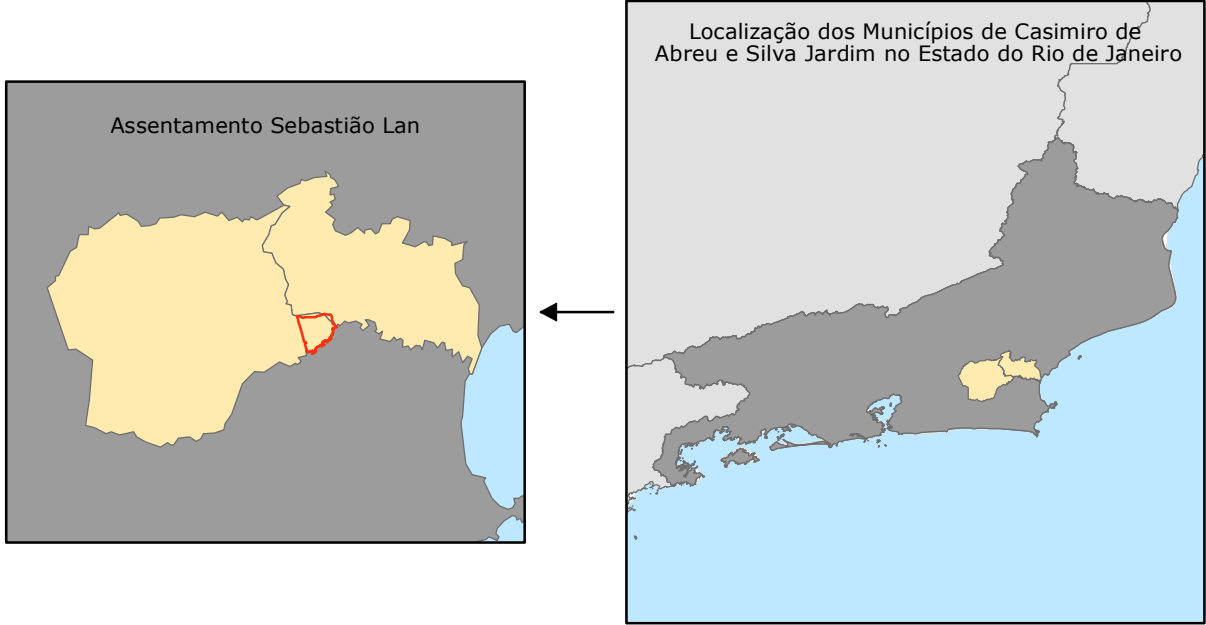 Assentamento Sebastião Lan
Localização dos Municípios de Casimiro de
Abreu e Silva Jardim no Estado do Rio de Janeiro